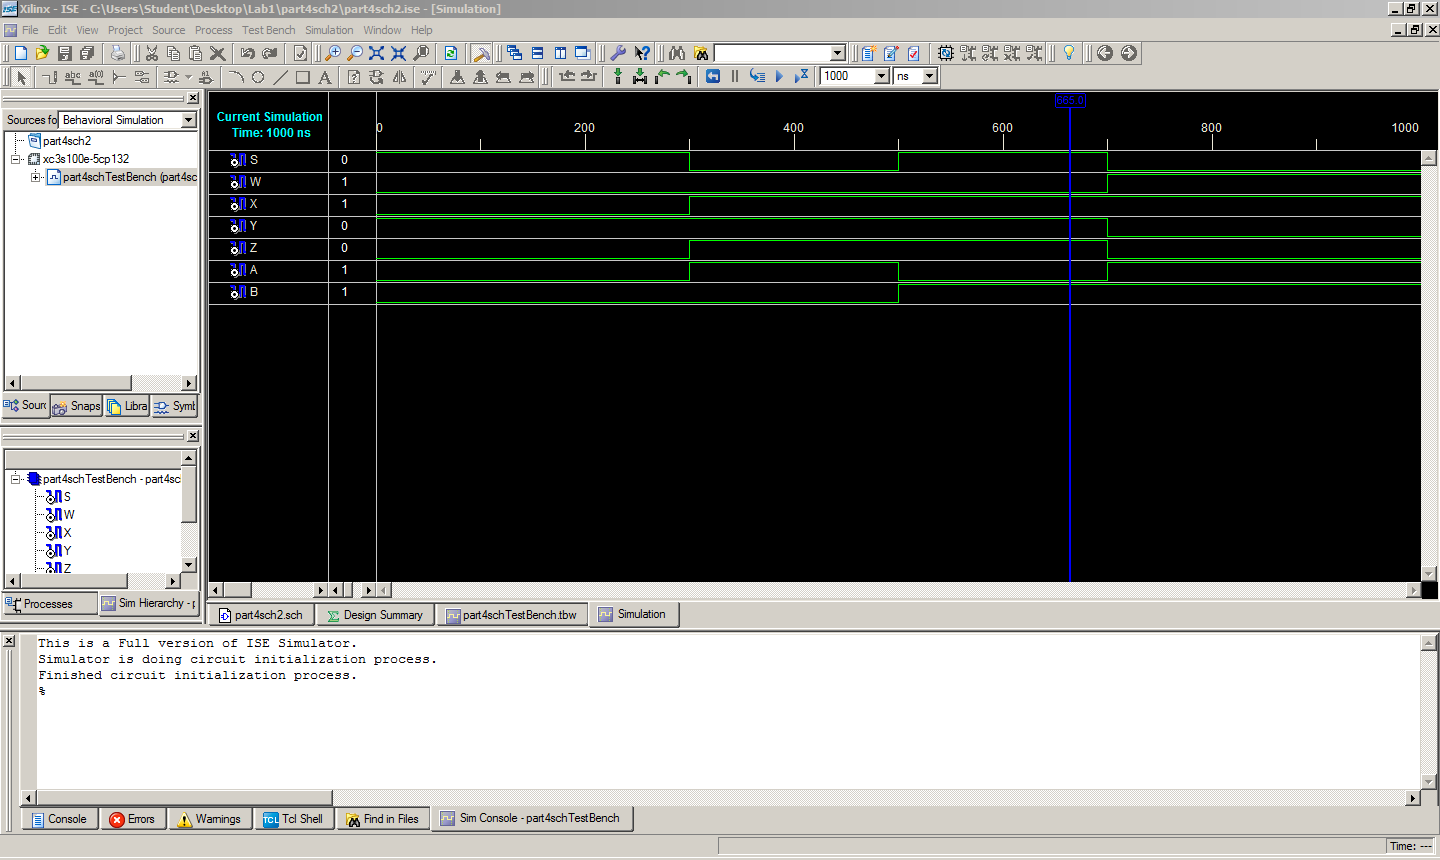 Xilinx - ISE - C:\Users\Student\Desktop\Lab1\part4sch2\part4sch2.ise - [Simulation]
File Edit View Project Source Process Test Bench Simulation Window Help
1000 ns
Sources fo Behavioral Simulation
part4sch2
xc3s100e-5cp132
part4schTestBench (part4sc
Sourc Snaps Libra Symb
part4schTestBench - part4sc
S
W
X
Y
Z
Processes Sim Hierarchy - p
Current Simulation
Time: 1000 ns
665.0
0 200 400 600 800 1000
S 0
W 1
X 1
Y 0
Z 0
A 1
B 1
part4sch2.sch Design Summary part4schTestBench.tbw Simulation
This is a Full version of ISE Simulator.
Simulator is doing circuit initialization process.
Finished circuit initialization process.
%
Console Errors Warnings TCL Tcl Shell Find in Files Sim Console - part4schTestBench
Time: ---